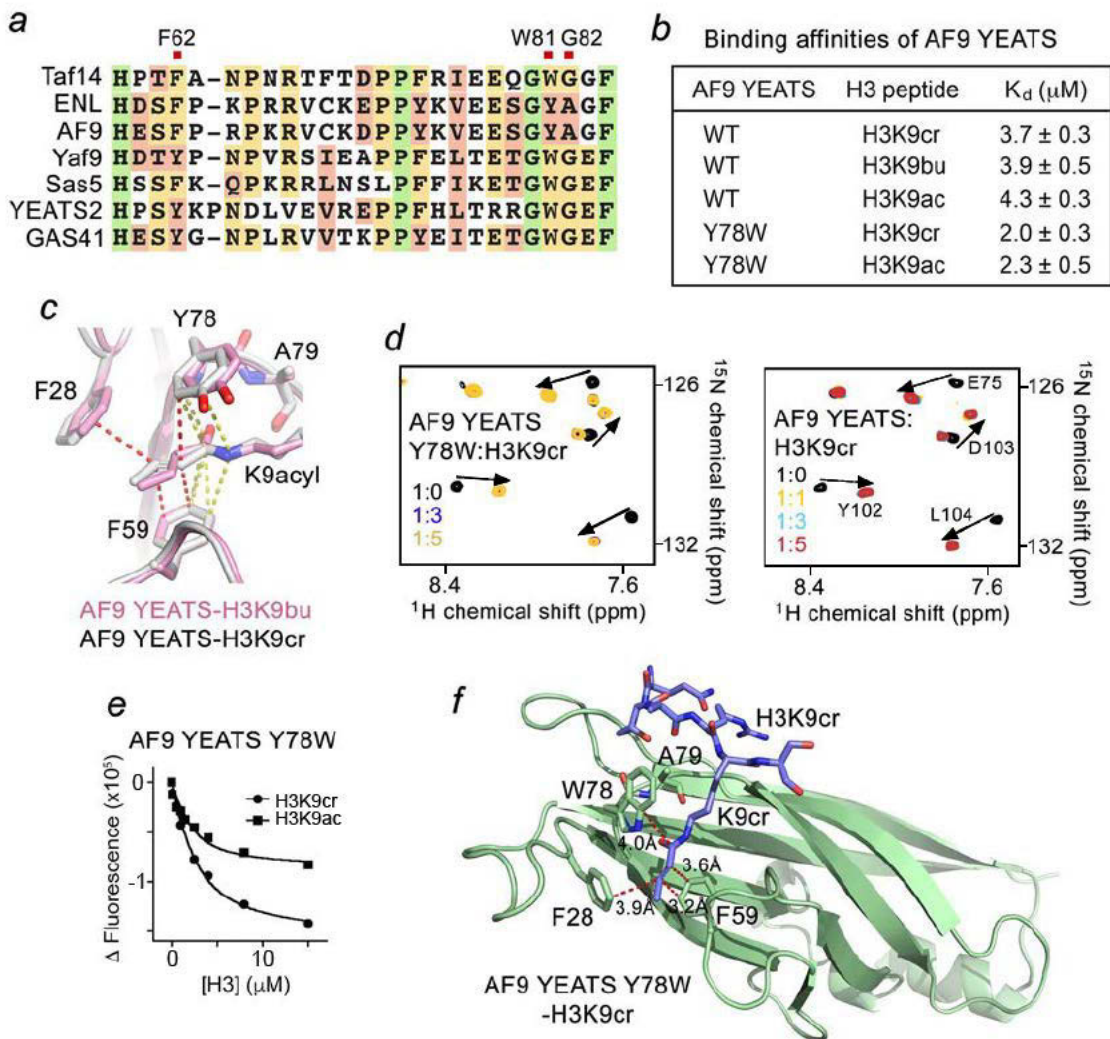 a
F62 W81 G82
Taf14 HPTFA-NPNRTFTDPPFRIEEQGWGGF
ENL HDSFP-KPRRVCKEPPYKVEESGYAGF
AF9 HESFP-RPKRVCKDPPYKVEESGYAGF
Yaf9 HDTYP-NPVRSIEAPPFELTETGWGEF
Sas5 HSSFK-QPKRRLNSLPFFIKETGWGEF
YEATS2 HPSYKPNDLVEVREPPFHLTRRGWGEF
GAS41 HESYG-NPLRVVTKPPYEITETGWGEF
b Binding affinities of AF9 YEATS
AF9 YEATS H3 peptide Kd (μM)
WT H3K9cr 3.7 ± 0.3
WT H3K9bu 3.9 ± 0.5
WT H3K9ac 4.3 ± 0.3
Y78W H3K9cr 2.0 ± 0.3
Y78W H3K9ac 2.3 ± 0.5
c
Y78
A79
F28
K9acyl
F59
AF9 YEATS-H3K9bu
AF9 YEATS-H3K9cr
d
AF9 YEATS
Y78W:H3K9cr
1:0
1:3
1:5
126
132
15N chemical shift (ppm)
8.4 7.6
1H chemical shift (ppm)
AF9 YEATS:
H3K9cr
1:0
1:1
1:3
1:5
E75
D103
Y102
L104
126
132
15N chemical shift (ppm)
8.4 7.6
1H chemical shift (ppm)
e
AF9 YEATS Y78W
H3K9cr
H3K9ac
Δ Fluorescence (x10⁵)
0
-1
0 10
[H3] (μM)
f
H3K9cr
A79
W78
K9cr
4.0Å
3.6Å
3.9Å 3.2Å
F28 F59
AF9 YEATS Y78W
-H3K9cr